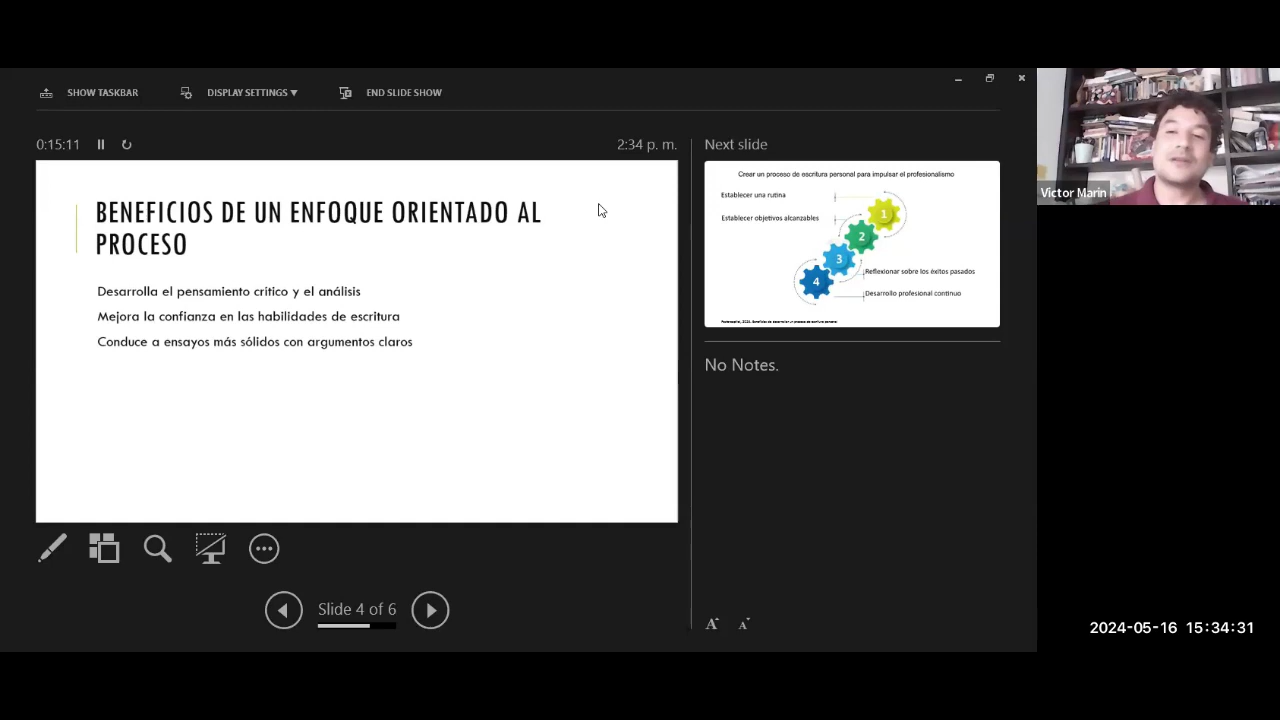 SHOW TASKBAR
DISPLAY SETTINGS ▼
END SLIDE SHOW
0:15:11
2:34 p. m.
BENEFICIOS DE UN ENFOQUE ORIENTADO AL
PROCESO
Desarrolla el pensamiento crítico y el análisis
Mejora la confianza en las habilidades de escritura
Conduce a ensayos más sólidos con argumentos claros
Slide 4 of 6
Next slide
Crear un proceso de escritura personal para impulsar el profesionalismo
Establecer una rutina
1
Establecer objetivos alcanzables
2
3
Reflexionar sobre los éxitos pasados
4
Desarrollo profesional continuo
No Notes.
A A
Victor Marin
2024-05-16 15:34:31